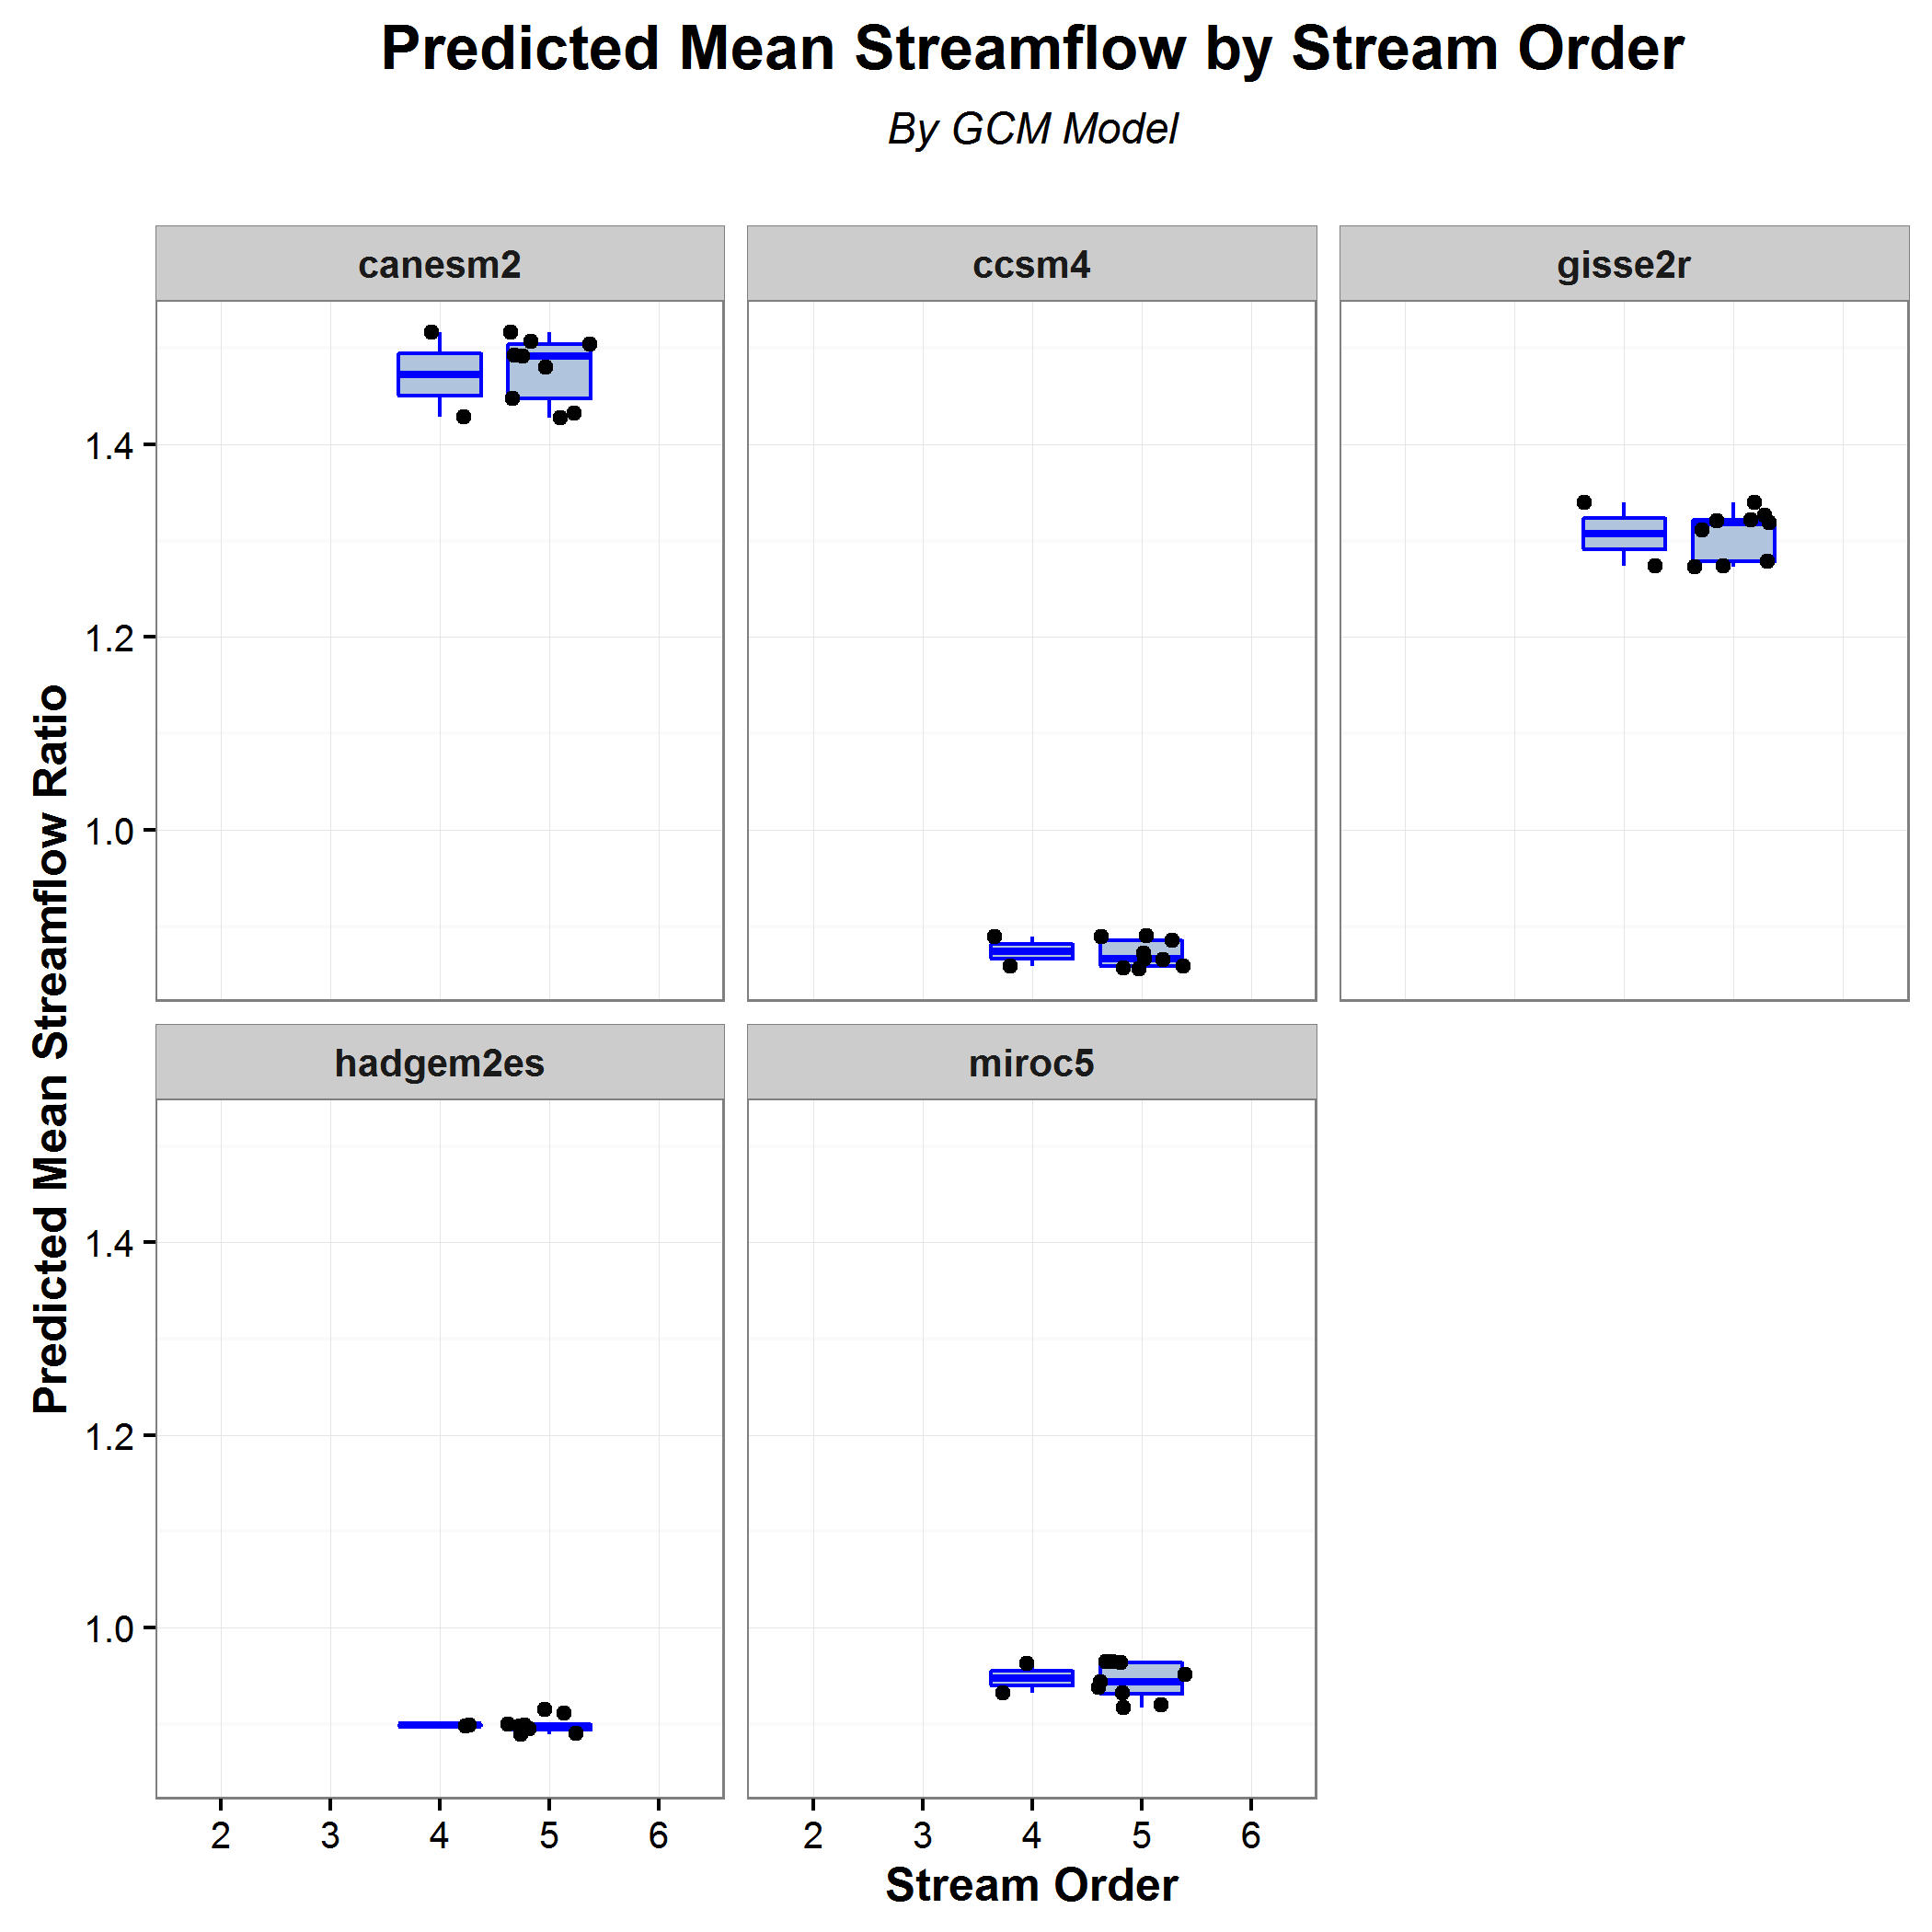 Predicted Mean Streamflow by Stream Order
By GCM Model
canesm2
ccsm4
gisse2r
1.4
1.2
1.0
Predicted Mean Streamflow Ratio
hadgem2es
miroc5
1.4
1.2
1.0
2 3 4 5 6
2 3 4 5 6
Stream Order